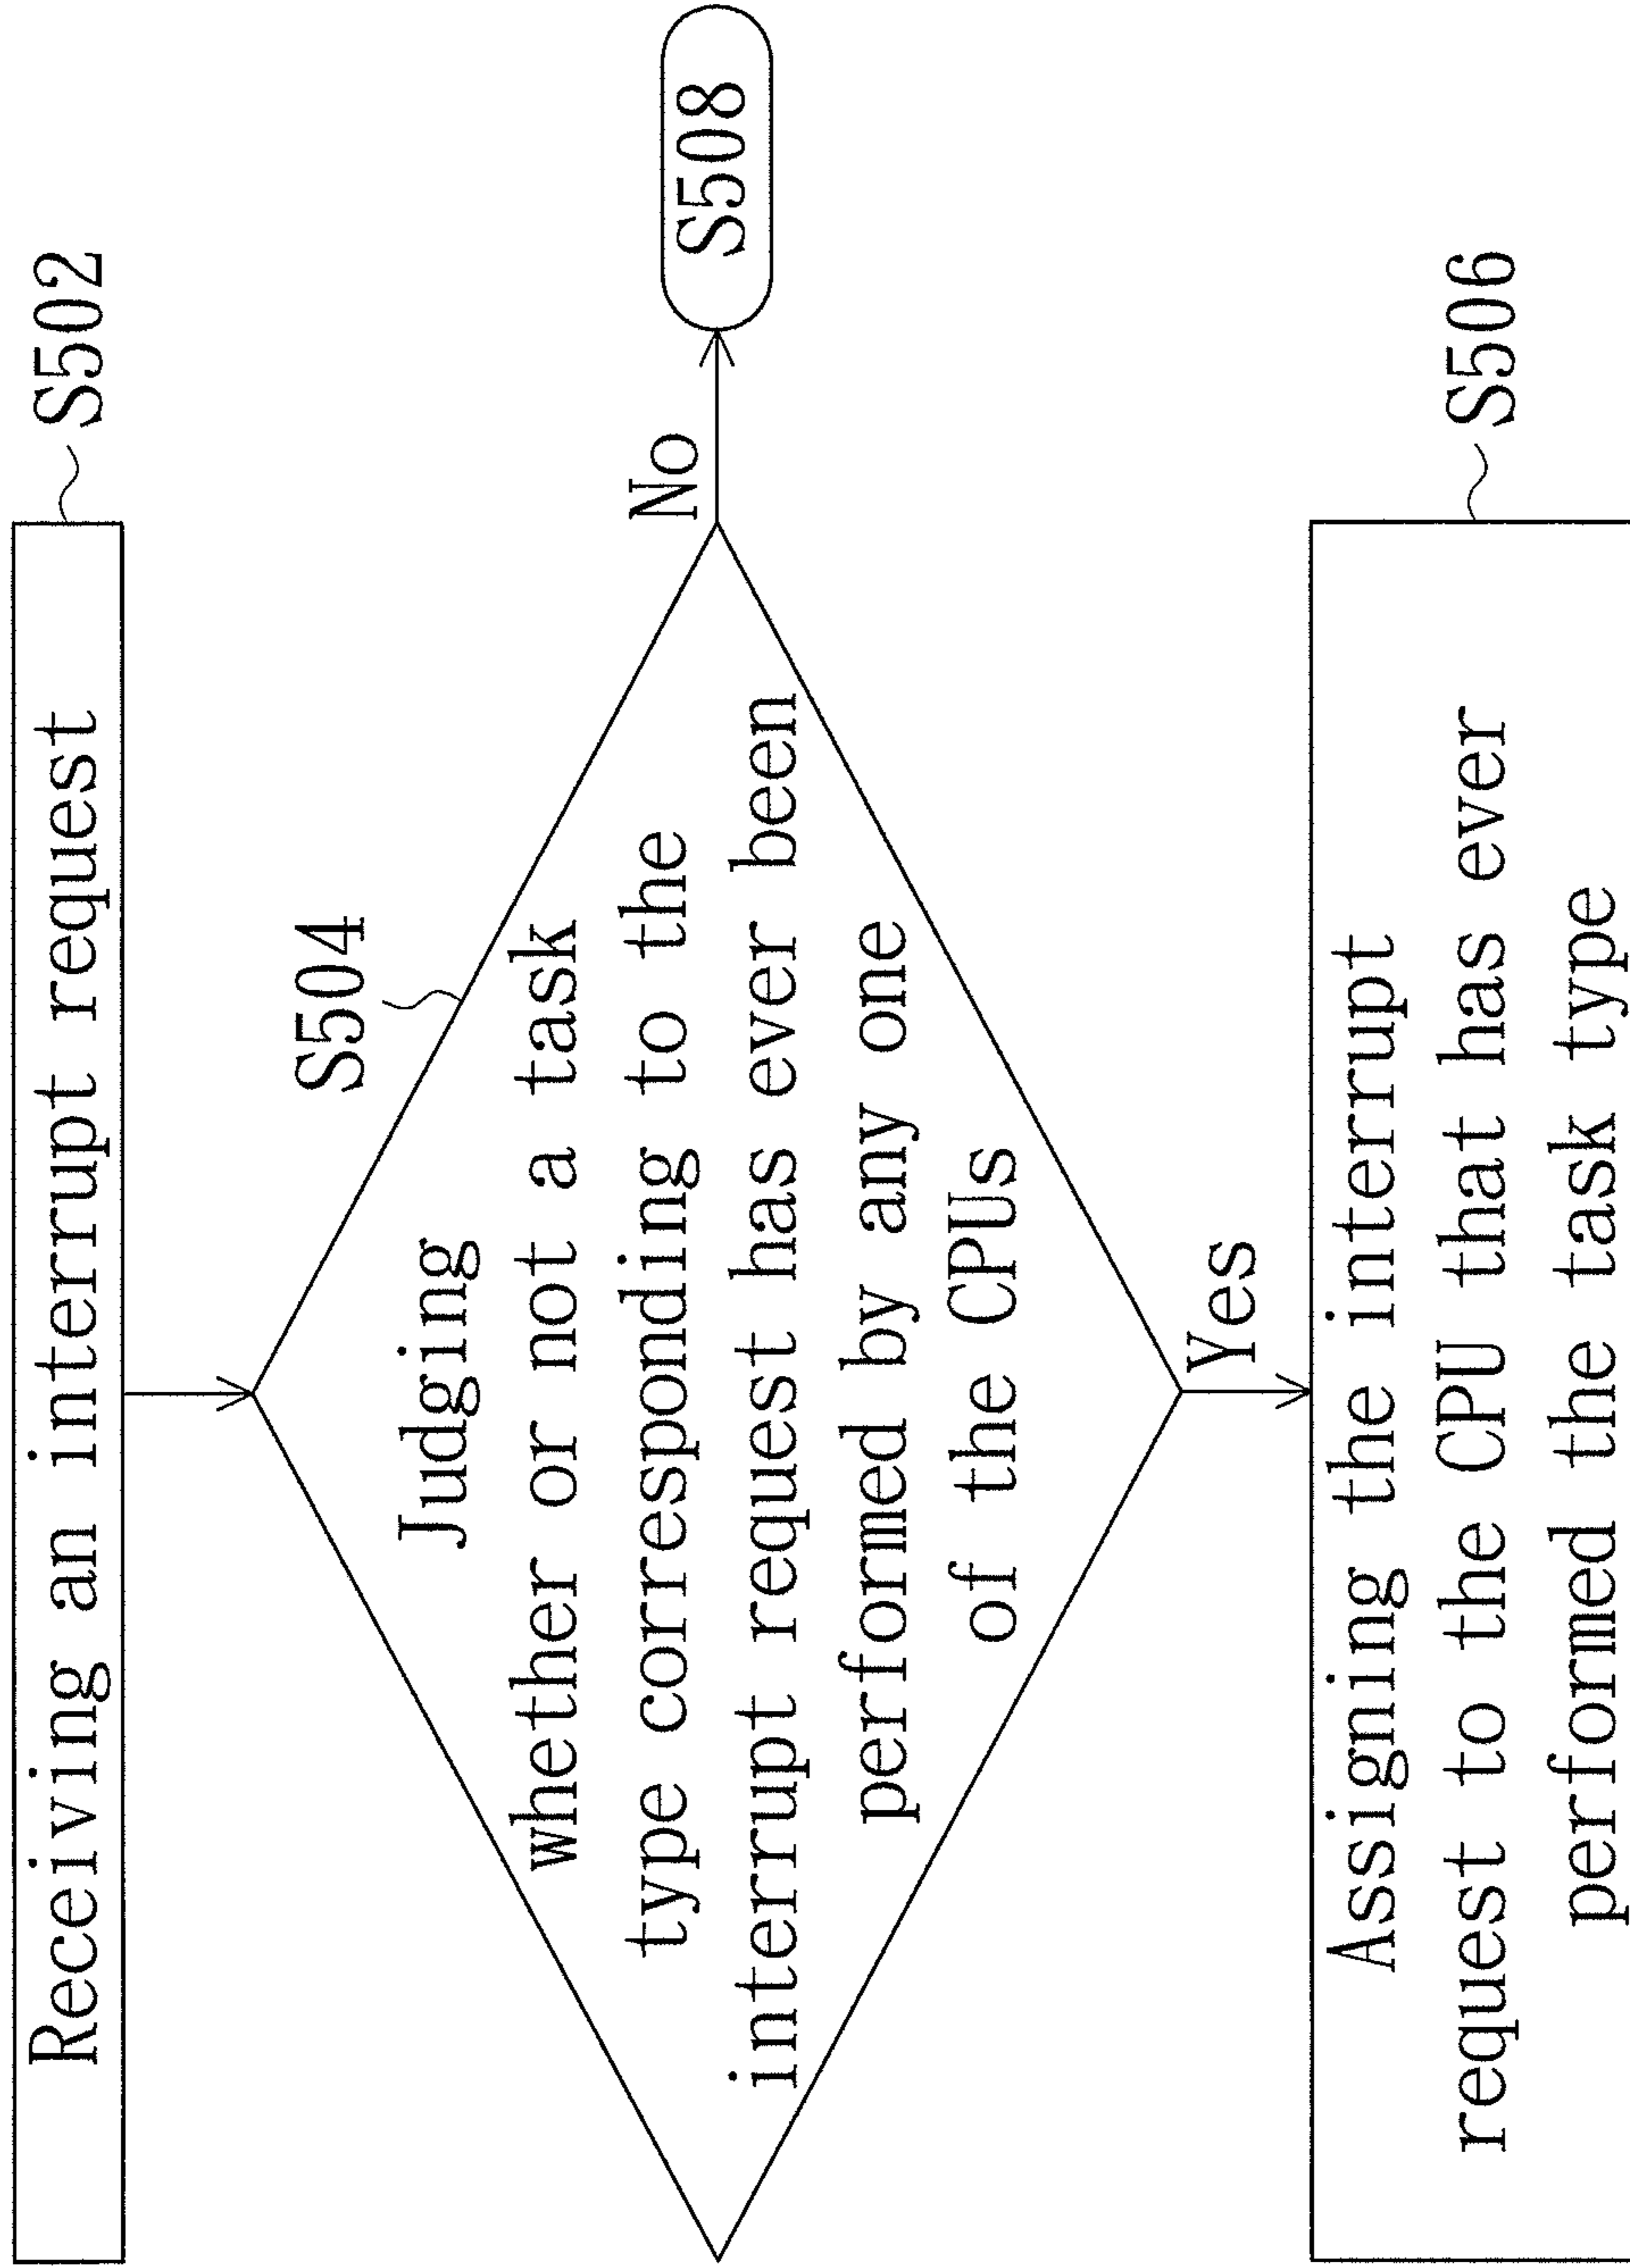 Receiving an interrupt request
S502
S504
Judging
whether or not a task
type corresponding to the
interrupt request has ever been
performed by any one
of the CPUs
No
S508
Yes
Assigning the interrupt
request to the CPU that has ever
performed the task type
S506